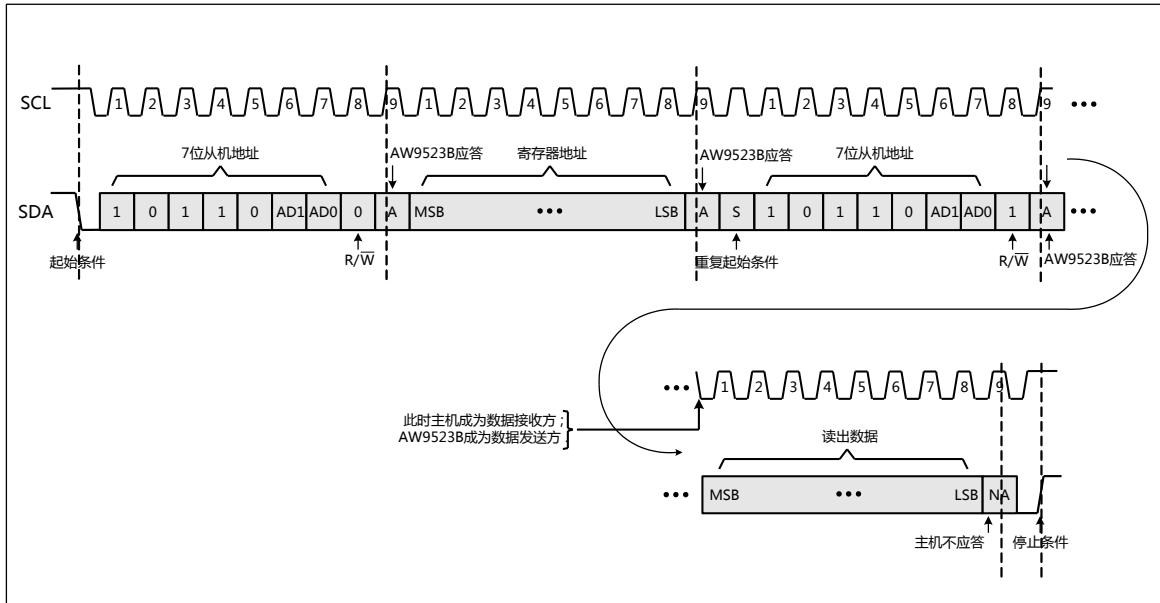 SCL 1 2 3 4 5 6 7 8 9 1 2 3 4 5 6 7 8 9 1 2 3 4 5 6 7 8 9 •••
7位从机地址 AW9523B应答 寄存器地址 AW9523B应答 7位从机地址
SDA 1 0 1 1 0 AD1 AD0 0 A MSB ••• LSB A S 1 0 1 1 0 AD1 AD0 1 A •••
起始条件 R/W̅ 重复起始条件 R/W̅ AW9523B应答
••• 1 2 3 4 5 6 7 8 9
此时主机成为数据接收方;
AW9523B成为数据发送方
读出数据
••• MSB ••• LSB NA
主机不应答 停止条件